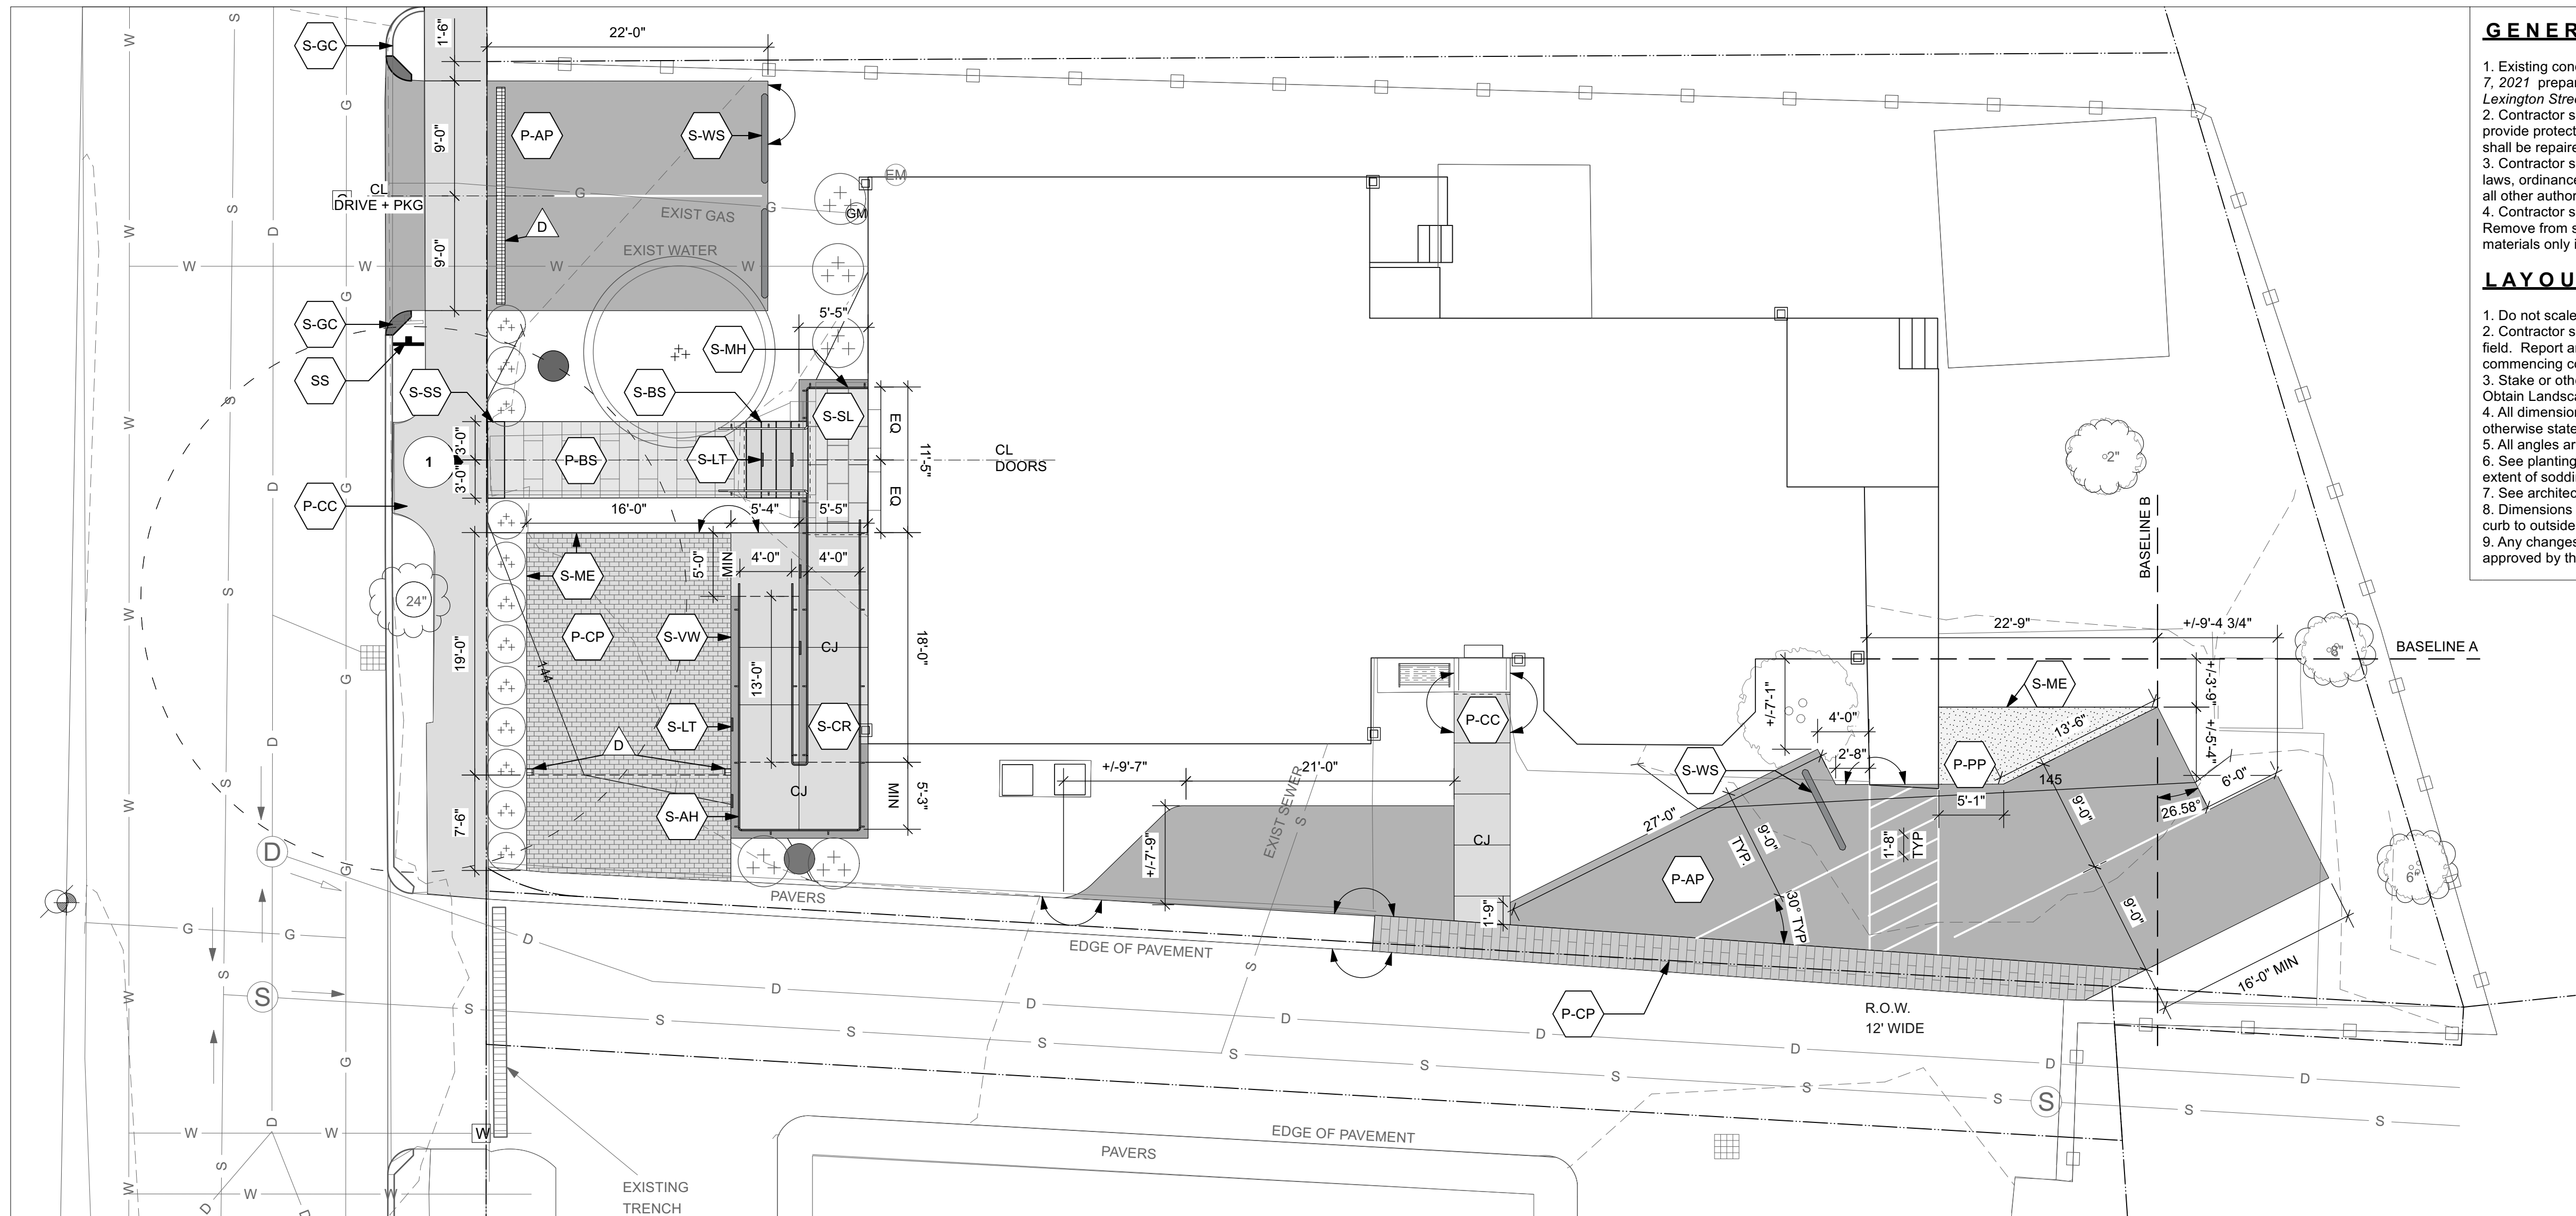 GENER
1. Existing cond
7, 2021 prepar
Lexington Stree
2. Contractor s
provide protect
shall be repaire
3. Contractor s
laws, ordinance
all other author
4. Contractor s
Remove from s
materials only i
LAYOU
1. Do not scale
2. Contractor s
field. Report ar
commencing co
3. Stake or othe
Obtain Landsca
4. All dimension
otherwise state
5. All angles ar
6. See planting
extent of soddi
7. See architec
8. Dimensions
curb to outside
9. Any changes
approved by th
S-GC
1'-6"
22'-0"
9'-0"
P-AP
S-WS
CL
DRIVE + PKG
G
EXIST GAS
EM
GM
D
EXIST WATER
9'-0"
W
S-GC
SS
S-SS
S-MH
5'-5"
S-BS
S-SL
EQ
11'-5"
EQ
CL
DOORS
3'-0"
3'-0"
1
P-BS
S-LT
P-CC
16'-0"
5'-4"
5'-5"
S-ME
5'-0"
MIN
4'-0"
4'-0"
24"
P-CP
S-VW
CJ
18'-0"
19'-0"
144
13'-0"
S-LT
S-CR
D
CJ
5'-3"
MIN
S-AH
7'-6"
PAVERS
EDGE OF PAVEMENT
+/-9'-7"
21'-0"
+/-7'-9"
EXIST SEWER
P-CC
CJ
1'-9"
S-WS
+/-7'-1"
4'-0"
2'-8"
27'-0"
9'-0"
TYP.
P-AP
30° TYP
1'-8"
TYP
P-PP
5'-1"
145
13'-6"
S-ME
22'-9"
+/-9'-4 3/4"
BASELINE B
BASELINE A
2"
8"
6"
+/-3'-9"
+/-5'-4"
6'-0"
26.58°
9'-0"
9'-0"
16'-0" MIN
P-CP
R.O.W.
12' WIDE
D
S
S
W
EDGE OF PAVEMENT
PAVERS
EXISTING
TRENCH